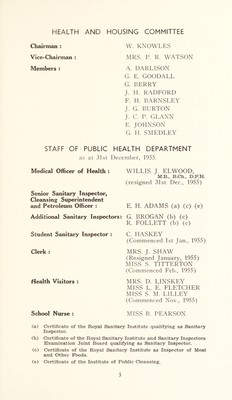 HEALTH AND HOUSING COMMITTEE
Chairman : W. KNOWLES
Vice-Chairman : MRS. P. R. WATSON
Members : A. DARLISON
G. E. GOODALL
G. BERRY
J. H. RADFORD
F. H. BARNSLEY
J. G. BURTON
J. C. P. GLANN
E. JOHNSON
G. H. SMEDLEY
STAFF OF PUBLIC HEALTH DEPARTMENT
as at 31st December, 1955.
Medical Officer of Health : WILLIS J. ELWOOD,
M.B., B.Ch., D.P.H.
(resigned 31st Dec., 1955)
Senior Sanitary Inspector,
Cleansing Superintendent
and Petroleum Officer : E. H. ADAMS (a) (c) (e)
Additional Sanitary Inspectors: G. BROGAN (b) (c)
R. FOLLETT (b) (c)
Student Sanitary Inspector : C. HASKEY
(Commenced 1st Jan., 1955)
Clerk : MRS. J. SHAW
(Resigned January, 1955)
MISS S. TITTERTON
(Commenced Feb., 1955)
Health Visitors : MRS. D. LINSKEY
MISS L. E. FLETCHER
MISS S. M. LILLEY
(Commenced Nov., 1955)
School Nurse : MISS B. PEARSON
(a) Certificate of the Royal Sanitary Institute qualifying as Sanitary
Inspector.
(b) Certificate of the Royal Sanitary Institute and Sanitary Inspectors
Examination Joint Board qualifying as Sanitary Inspector.
(c) Certificate of the Royal Sanitary Institute as Inspector of Meat
and Other Foods.
(e) Certificate of the Institute of Public Cleansing.
3